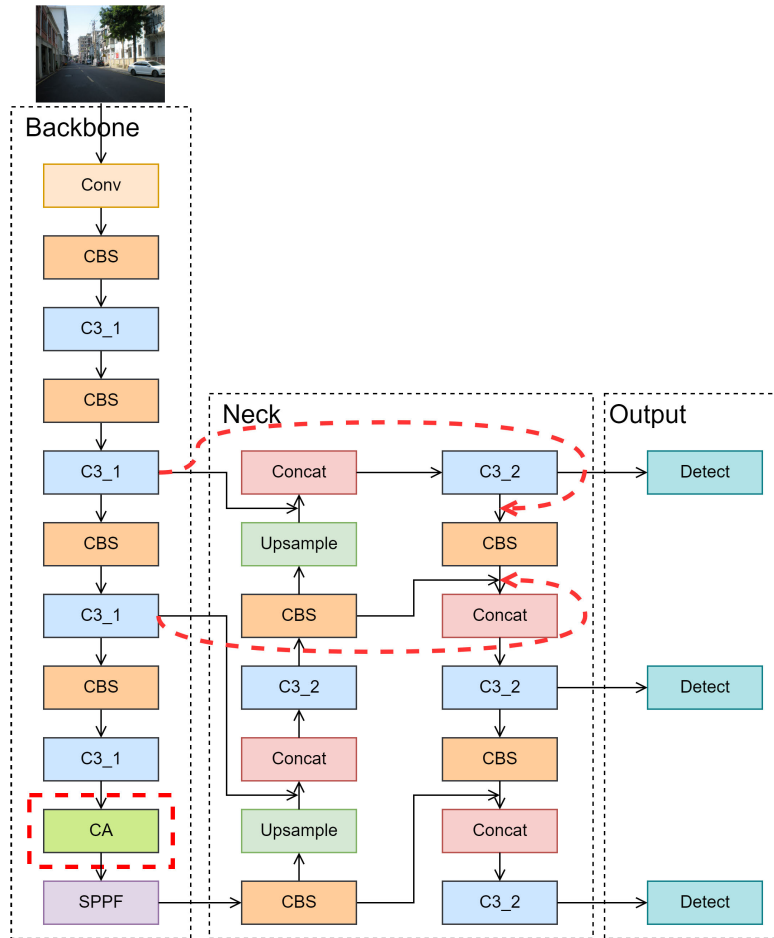 Backbone
Conv
CBS
C3_1
CBS
C3_1
CBS
C3_1
CBS
C3_1
CA
SPPF
Neck
Concat
Upsample
CBS
C3_2
Concat
Upsample
CBS
C3_2
CBS
Concat
C3_2
CBS
Concat
C3_2
Output
Detect
Detect
Detect